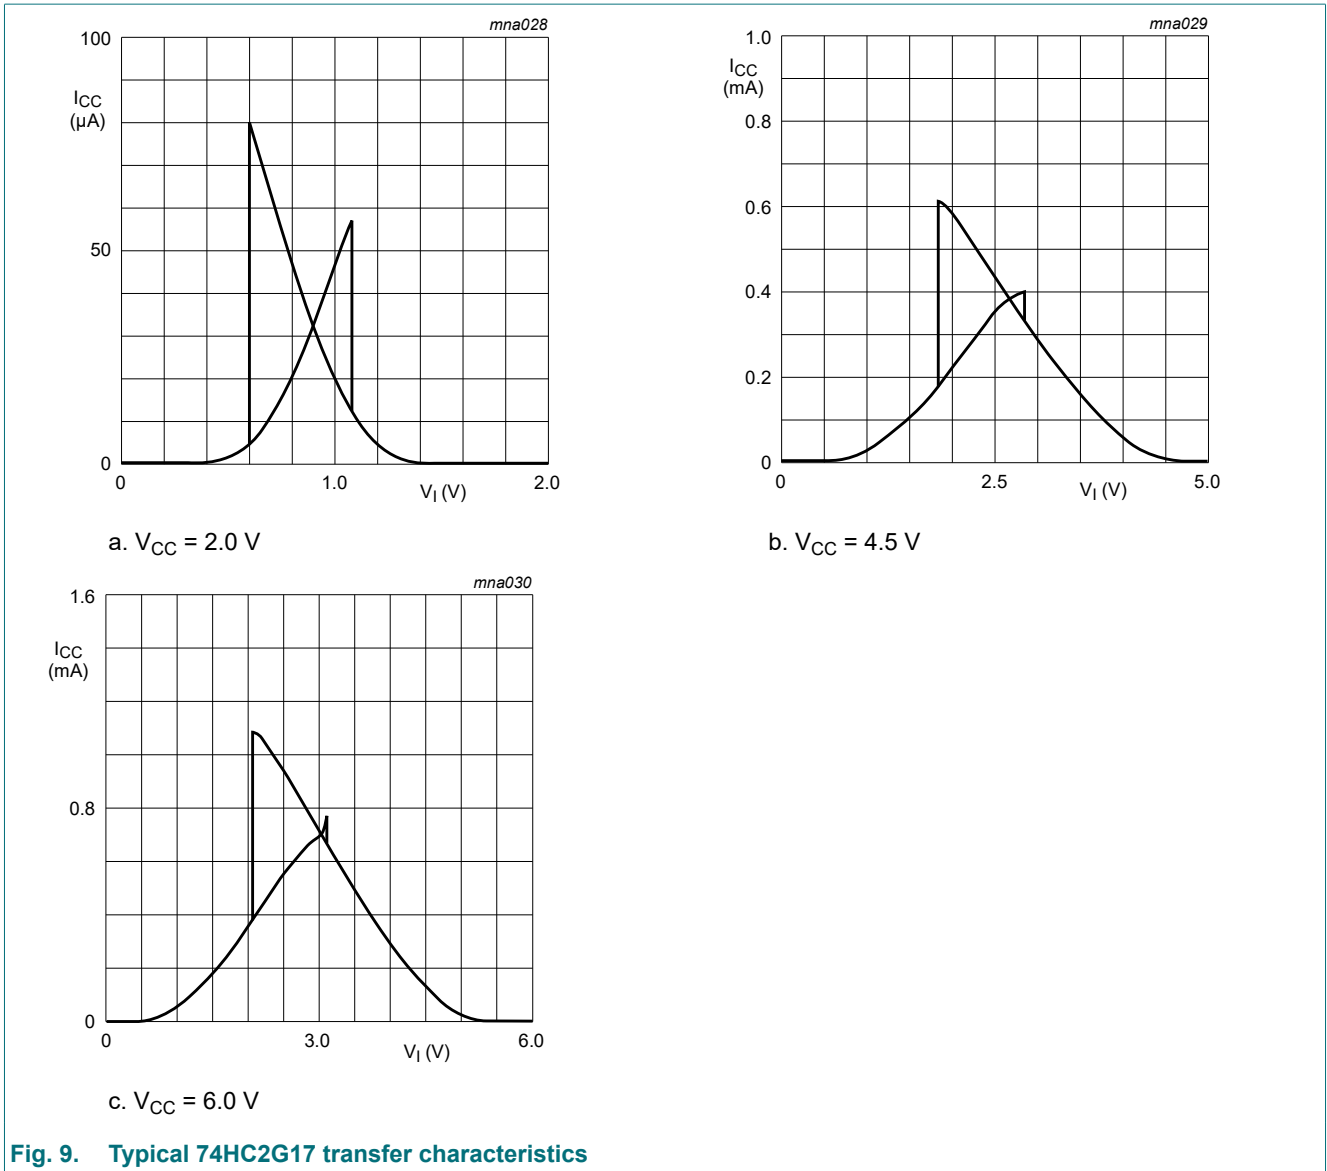 mna028
100
ICC
(µA)
50
0
0 1.0 2.0
VI (V)
a. VCC = 2.0 V
mna029
1.0
ICC
(mA)
0.8
0.6
0.4
0.2
0
0 2.5 5.0
VI (V)
b. VCC = 4.5 V
mna030
1.6
ICC
(mA)
0.8
0
0 3.0 6.0
VI (V)
c. VCC = 6.0 V
Fig. 9. Typical 74HC2G17 transfer characteristics